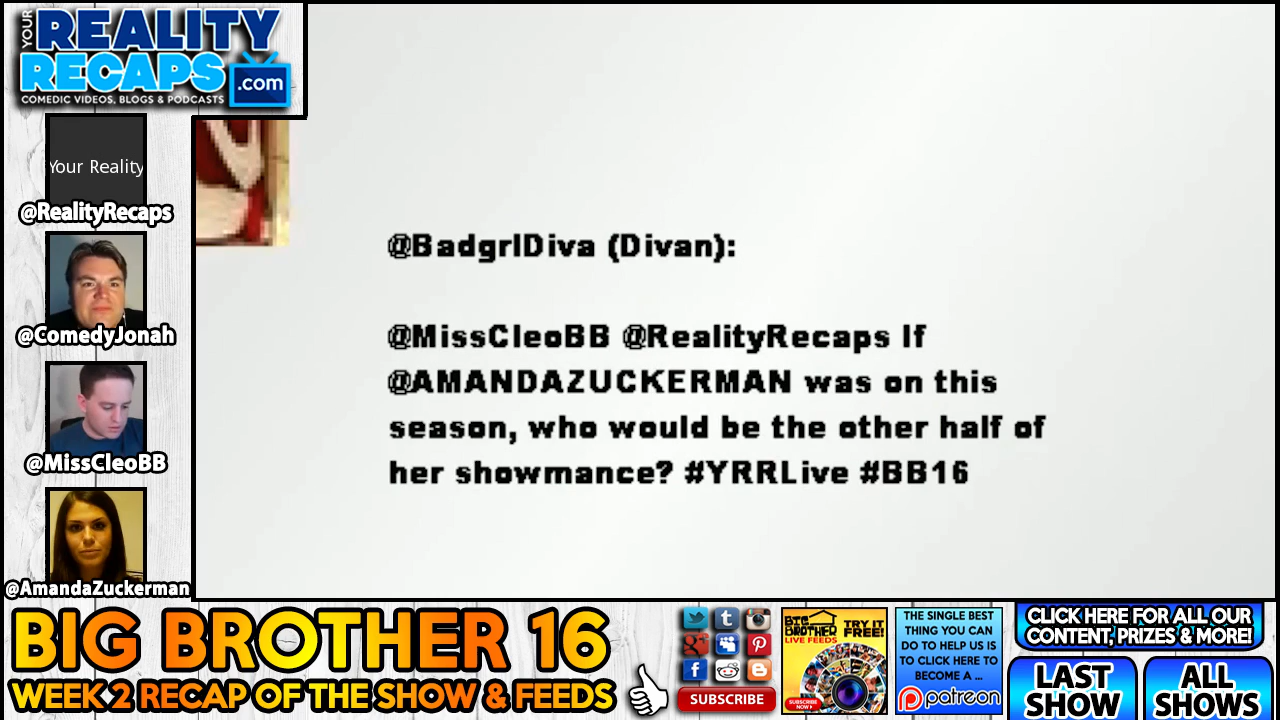 YOUR
REALITY
RECAPS
.com
COMEDIC VIDEOS, BLOGS & PODCASTS
Your Reality
@RealityRecaps
@ComedyJonah
@MissCleoBB
@AmandaZuckerman
@BadgrlDiva (Divan):
@MissCleoBB @RealityRecaps If
@AMANDAZUCKERMAN was on this
season, who would be the other half of
her showmance? #YRRLive #BB16
BIG BROTHER 16
WEEK 2 RECAP OF THE SHOW & FEEDS
SUBSCRIBE
BIG
BROTHER
LIVE FEEDS
TRY IT
FREE!
SUBSCRIBE
NOW
THE SINGLE BEST
THING YOU CAN
DO TO HELP US IS
TO CLICK HERE TO
BECOME A ...
patreon
CLICK HERE FOR ALL OUR
CONTENT, PRIZES & MORE!
LAST
SHOW
ALL
SHOWS